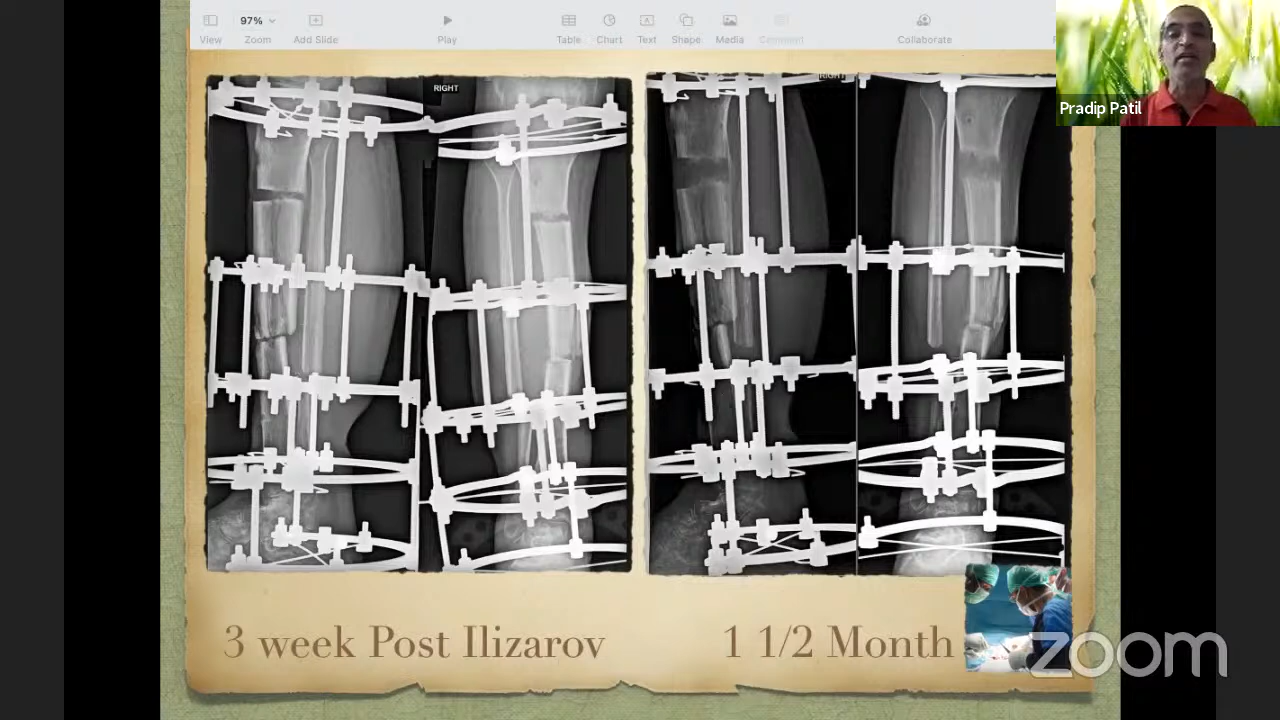 97%
View
Zoom
Add Slide
Play
Table
Chart
Text
Shape
Media
Comment
Collaborate
Pradip Patil
RIGHT
RIGHT
3 week Post Ilizarov
1 1/2 Month
zoom